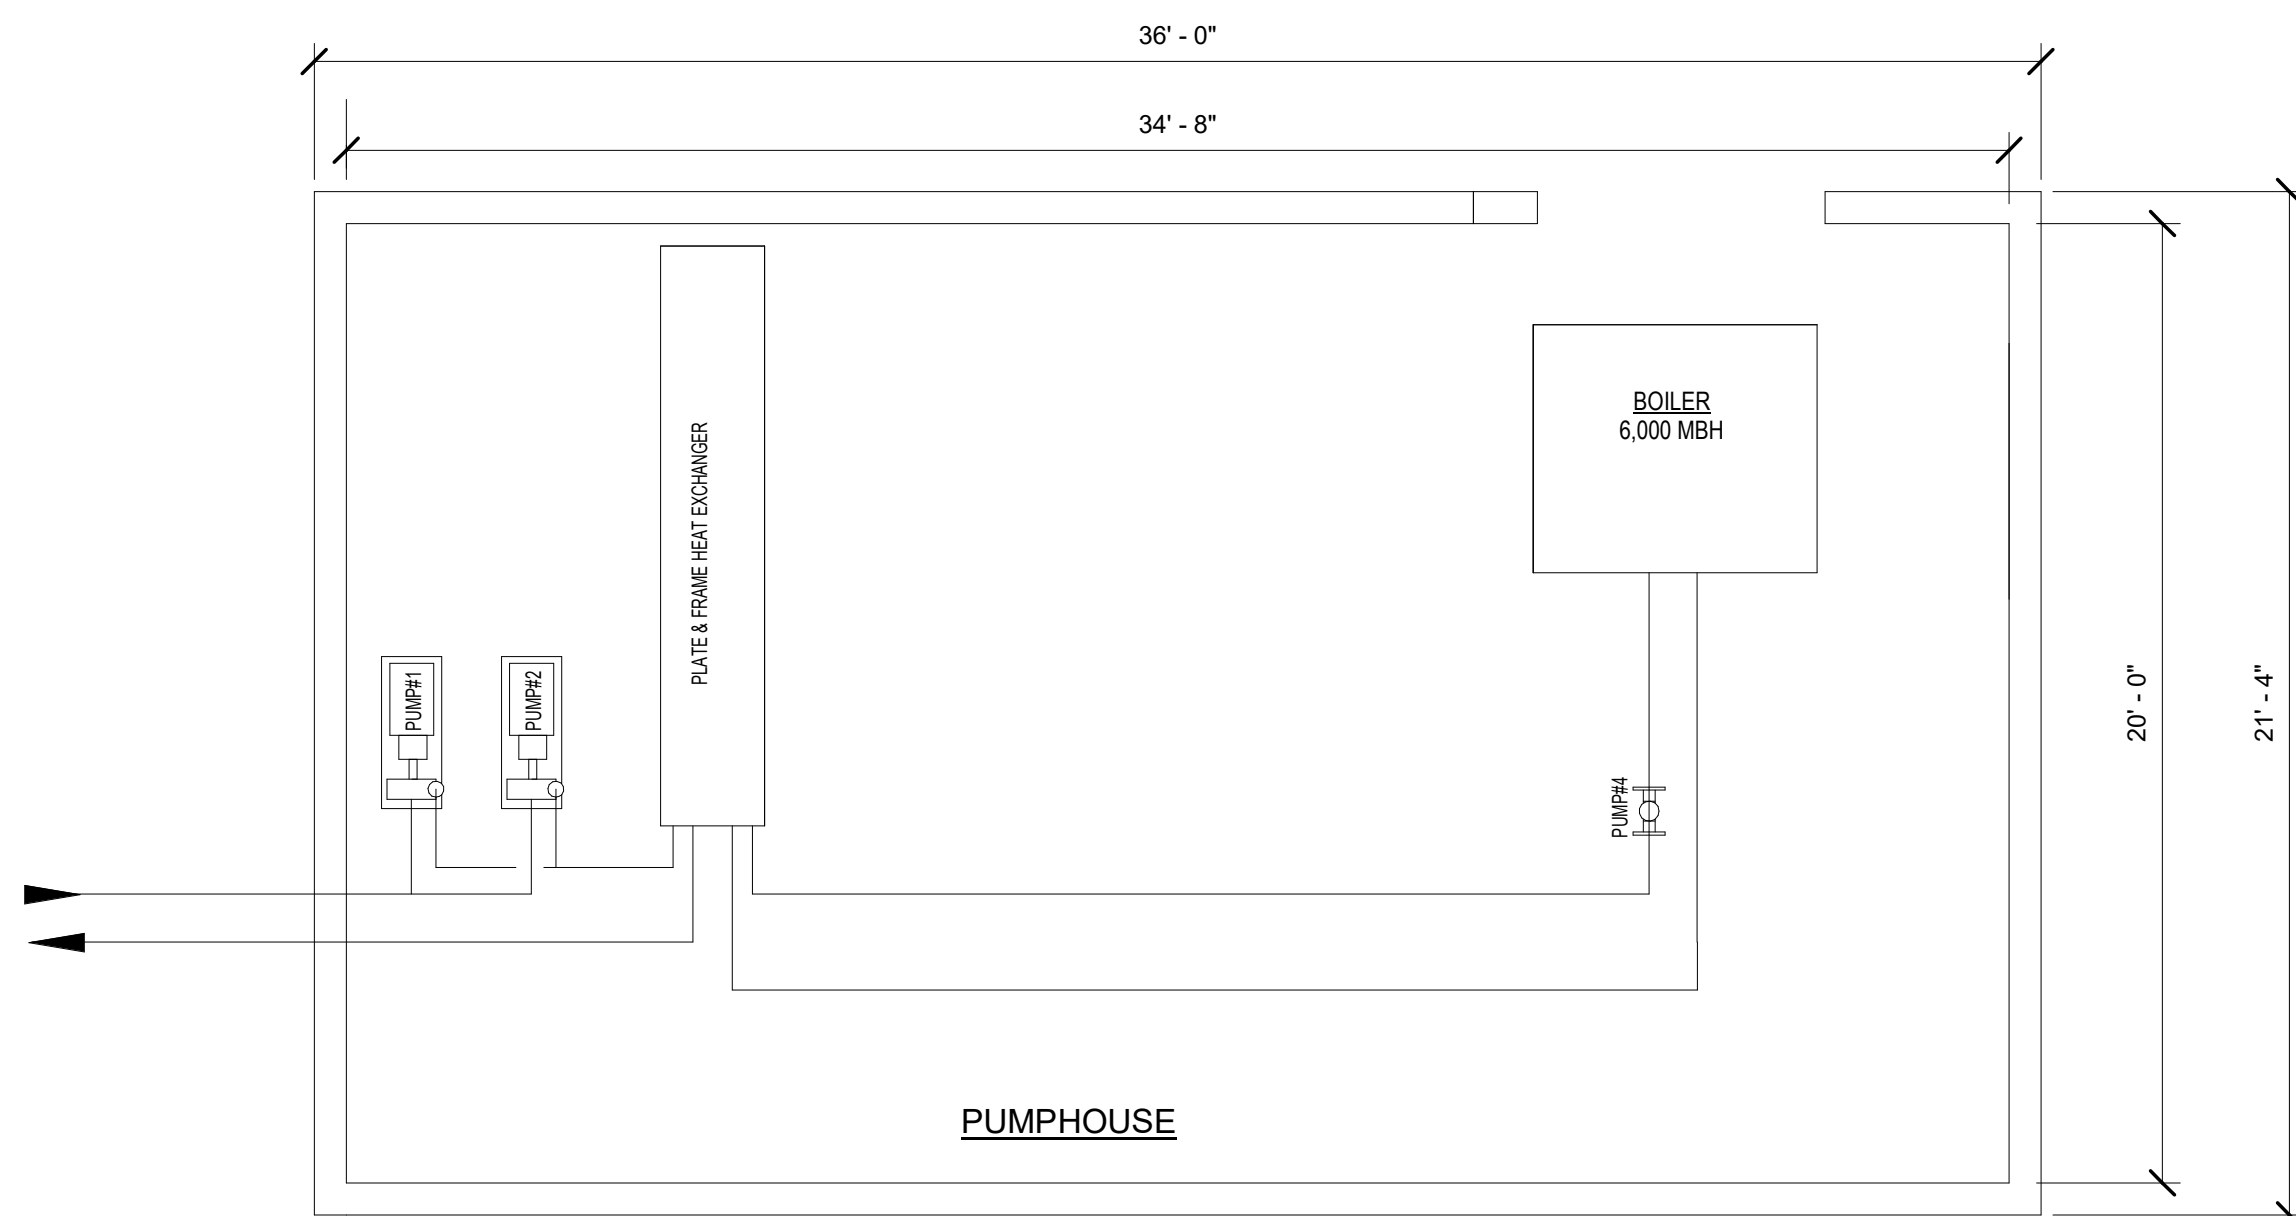 36' - 0"
34' - 8"
BOILER
6,000 MBH
PLATE & FRAME HEAT EXCHANGER
PUMP#1
PUMP#2
20' - 0"
21' - 4"
PUMP#4
PUMPHOUSE